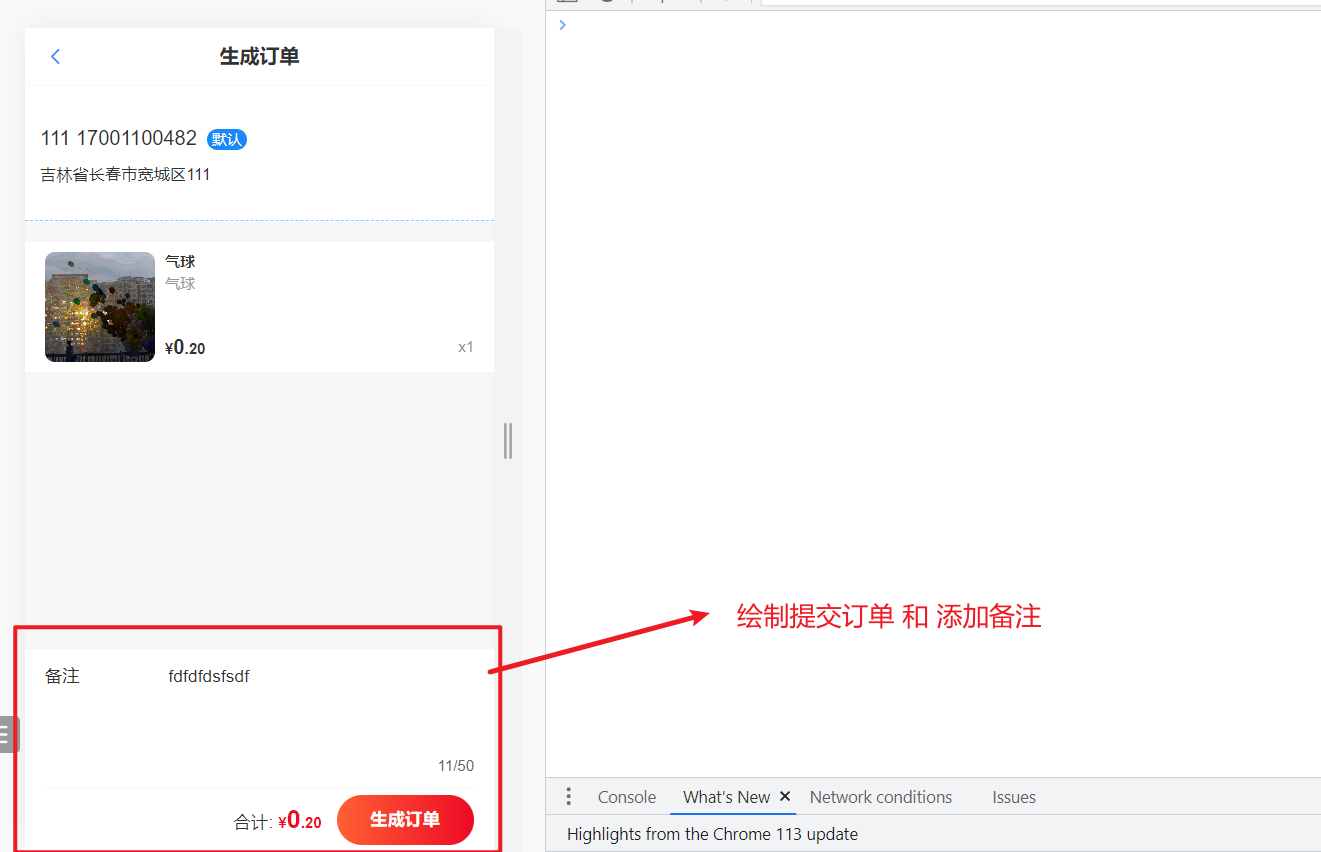 生成订单
111 17001100482 默认
吉林省长春市宽城区111
气球
气球
¥0.20
x1
绘制提交订单 和 添加备注
备注 fdfdfdsfsdf
11/50
合计: ¥0.20 生成订单
Console What's New Network conditions Issues
Highlights from the Chrome 113 update